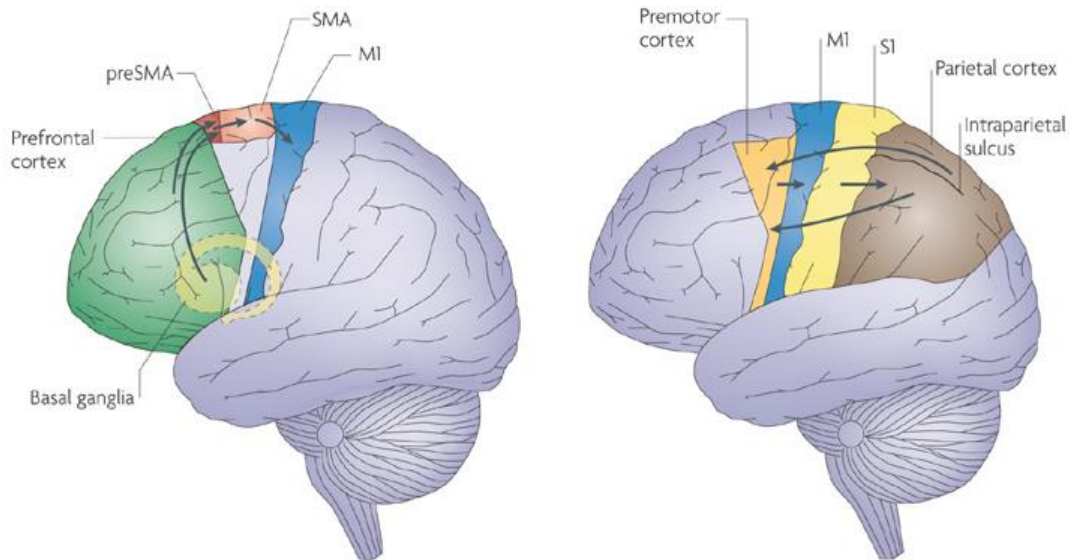 SMA
M1
preSMA
Prefrontal
cortex
Basal ganglia
Premotor
cortex
M1
S1
Parietal cortex
Intraparietal
sulcus